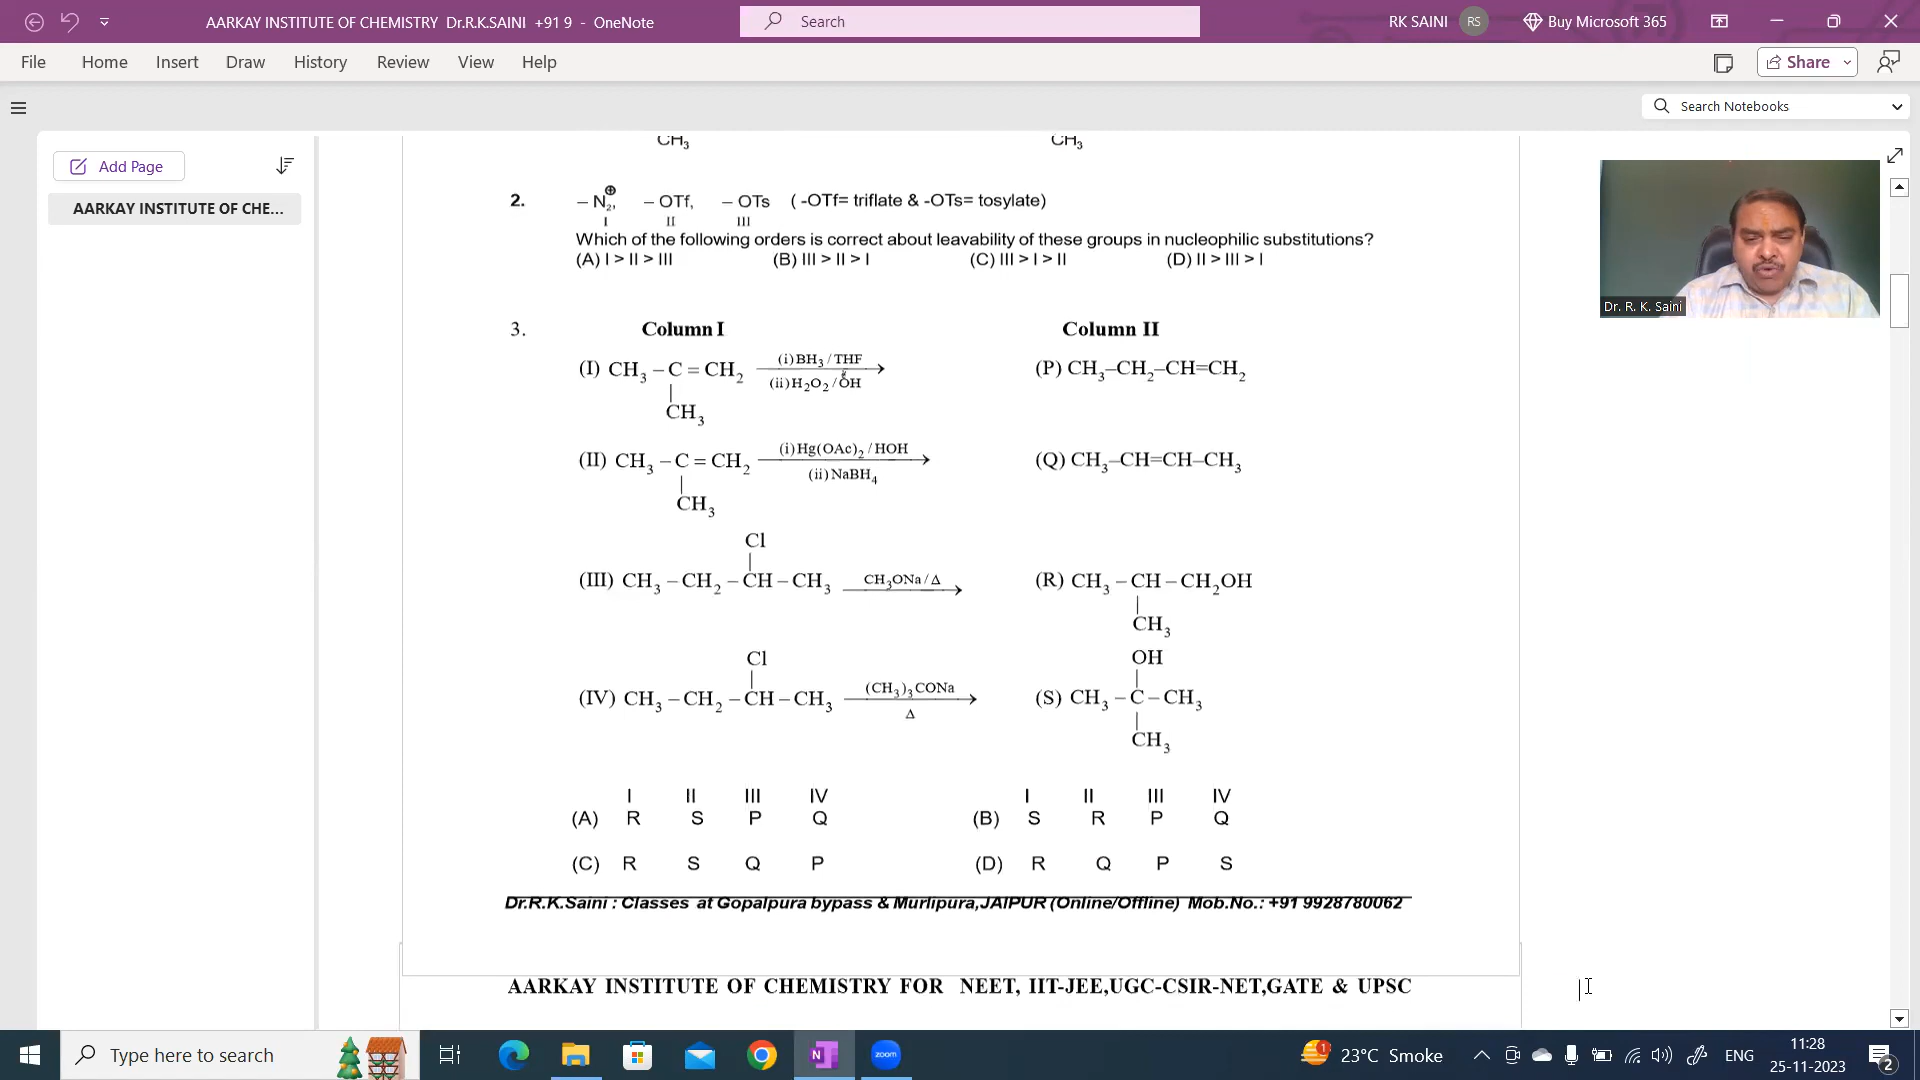 AARKAY INSTITUTE OF CHEMISTRY Dr.R.K.SAINI +91 9 - OneNote
Search
RK SAINI
RS
Buy Microsoft 365
File Home Insert Draw History Review View Help
Share
Search Notebooks
Add Page
AARKAY INSTITUTE OF CHE...
CH3 CH3
2. – N2⊕, – OTf, – OTs ( -OTf= triflate & -OTs= tosylate)
I II III
Which of the following orders is correct about leavability of these groups in nucleophilic substitutions?
(A) I > II > III (B) III > II > I (C) III > I > II (D) II > III > I
Dr. R. K. Saini
3. Column I Column II
(i) BH3 / THF
(I) CH3 – C = CH2 (P) CH3–CH2–CH=CH2
(ii) H2O2 / OH
CH3
(i) Hg(OAc)2 / HOH
(II) CH3 – C = CH2 (Q) CH3–CH=CH–CH3
(ii) NaBH4
CH3
Cl
(III) CH3 – CH2 – CH – CH3 CH3ONa / Δ (R) CH3 – CH – CH2OH
CH3
Cl OH
(IV) CH3 – CH2 – CH – CH3 (CH3)3CONa (S) CH3 – C – CH3
Δ
CH3
I II III IV I II III IV
(A) R S P Q (B) S R P Q
(C) R S Q P (D) R Q P S
Dr.R.K.Saini : Classes at Gopalpura bypass & Murlipura,JAIPUR (Online/Offline) Mob.No.: +91 9928780062
AARKAY INSTITUTE OF CHEMISTRY FOR NEET, IIT-JEE,UGC-CSIR-NET,GATE & UPSC
Type here to search
zoom
1
23°C Smoke
ENG
11:28
25-11-2023
2